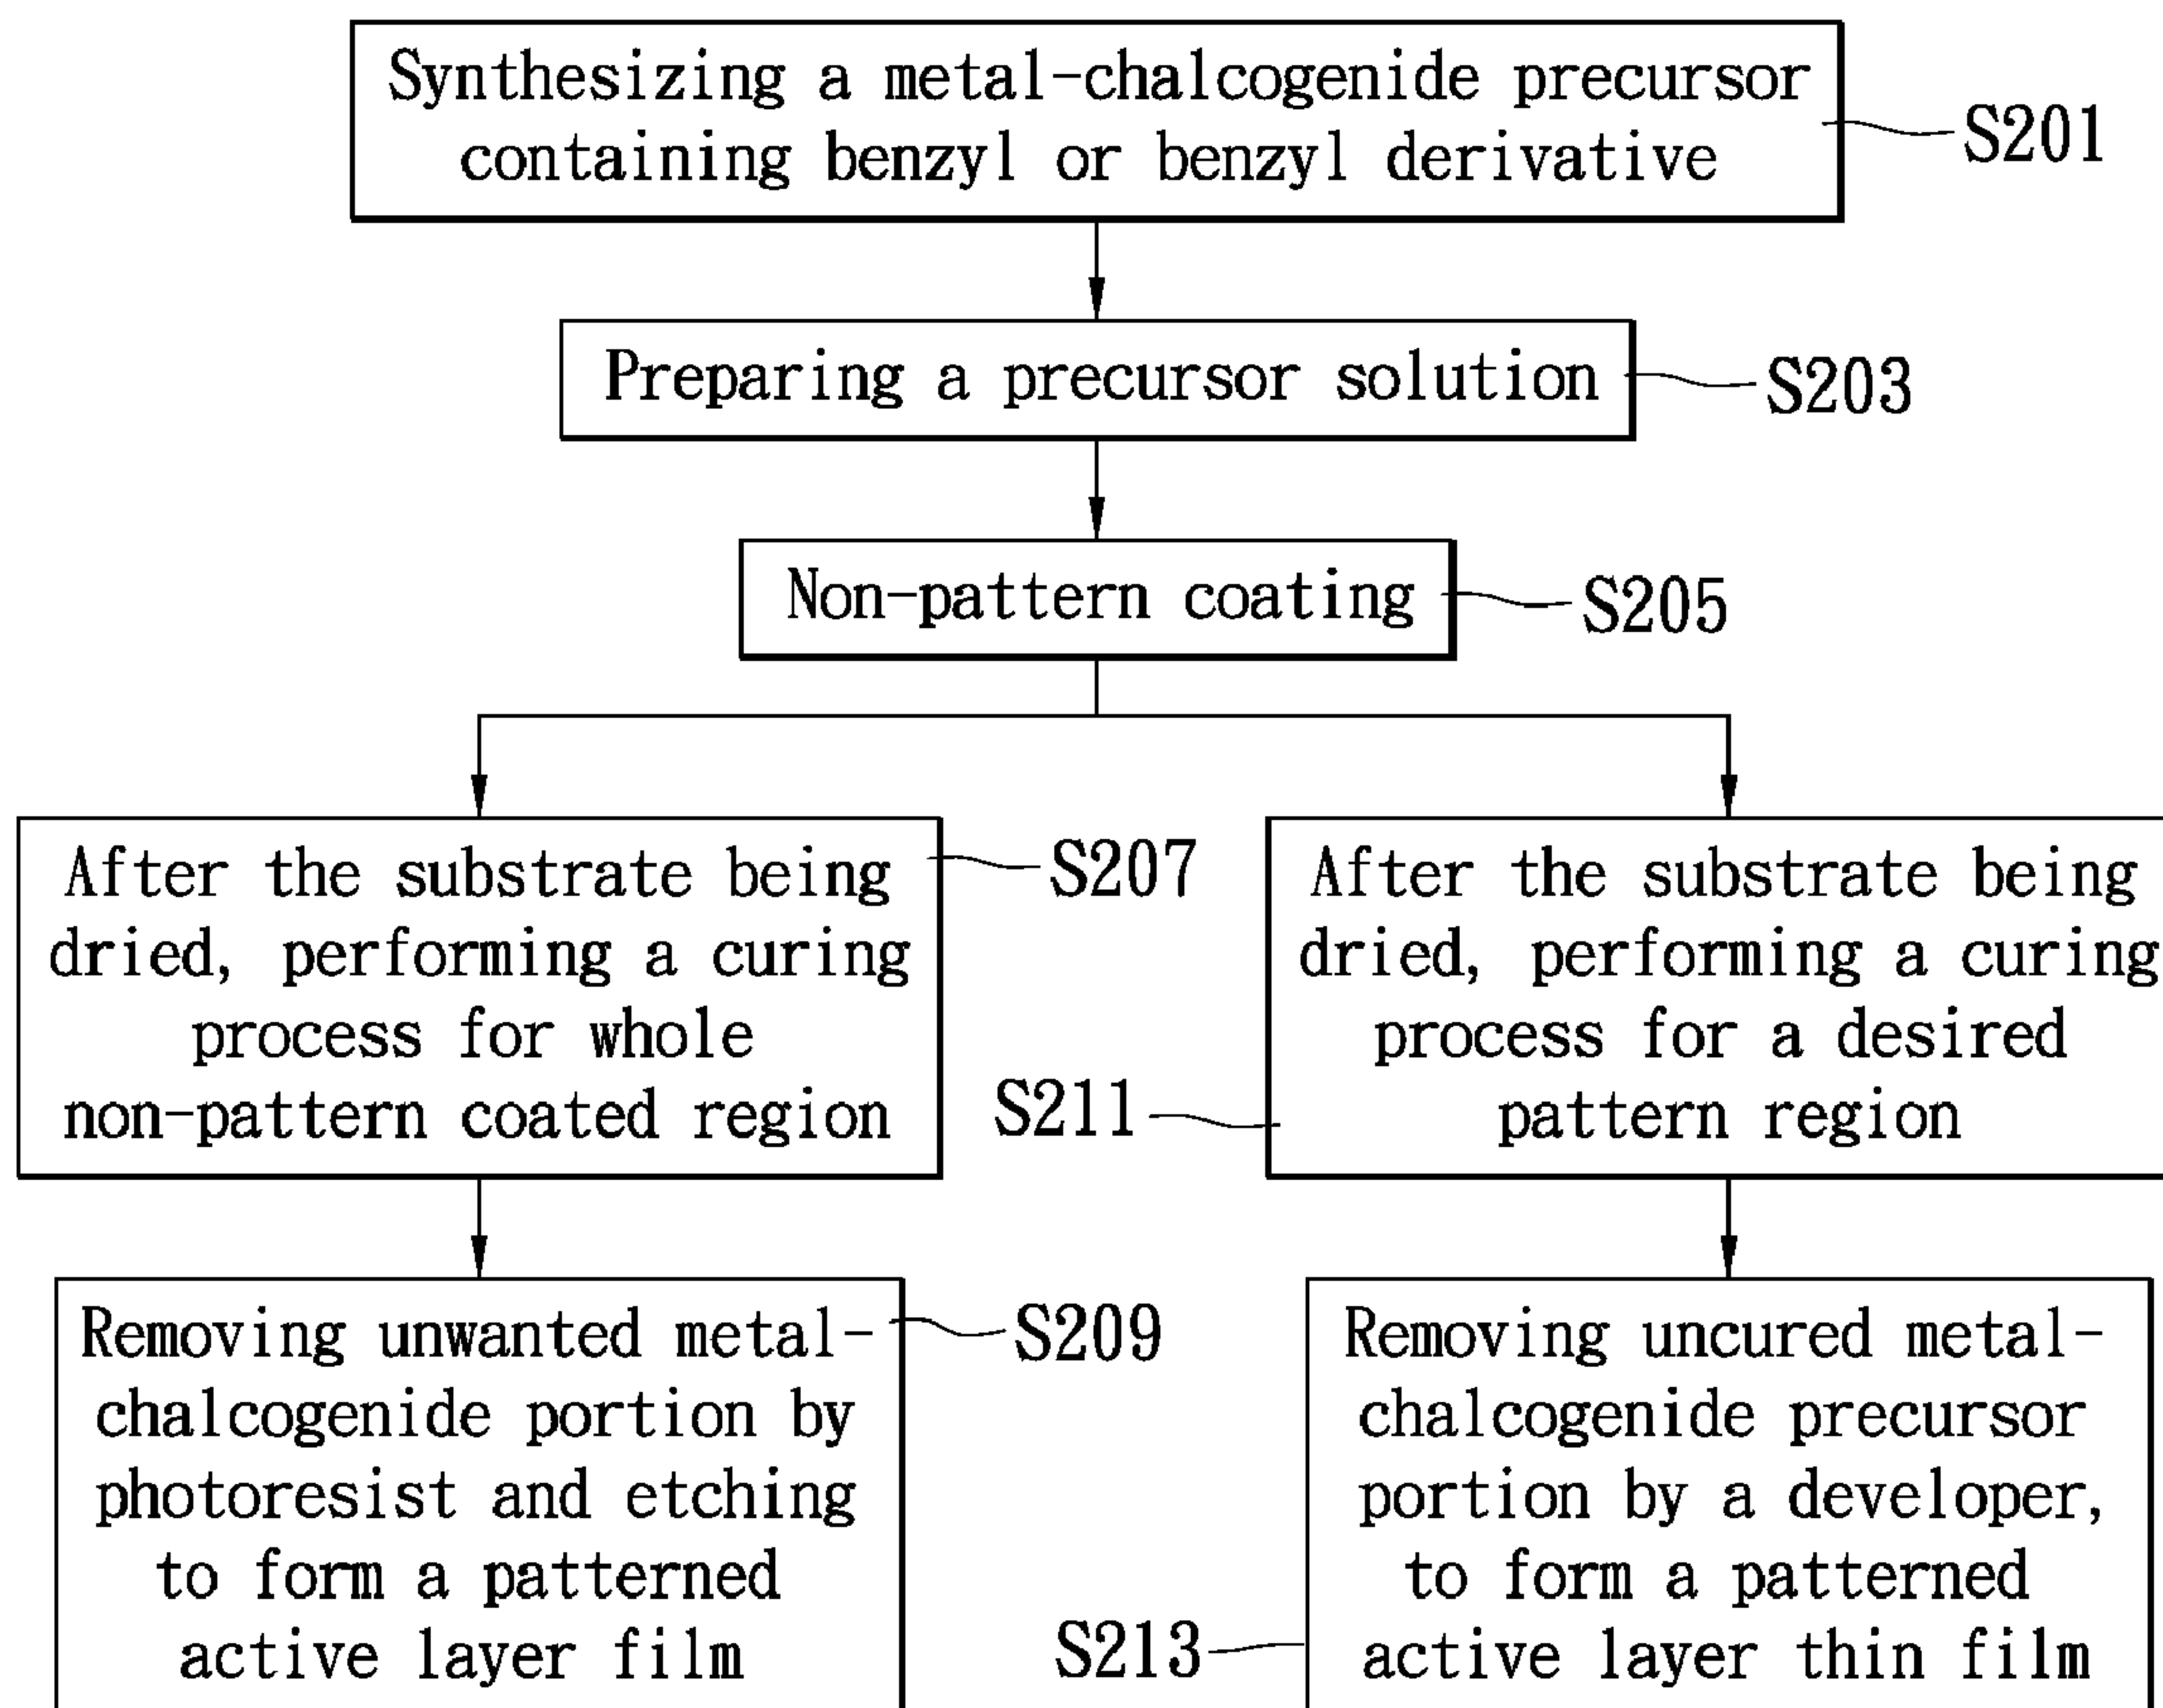 Synthesizing a metal-chalcogenide precursor
containing benzyl or benzyl derivative
S201
Preparing a precursor solution
S203
Non-pattern coating
S205
After the substrate being
dried, performing a curing
process for whole
non-pattern coated region
S207
After the substrate being
dried, performing a curing
process for a desired
pattern region
S211
Removing unwanted metal-
chalcogenide portion by
photoresist and etching
to form a patterned
active layer film
S209
Removing uncured metal-
chalcogenide precursor
portion by a developer,
to form a patterned
active layer thin film
S213